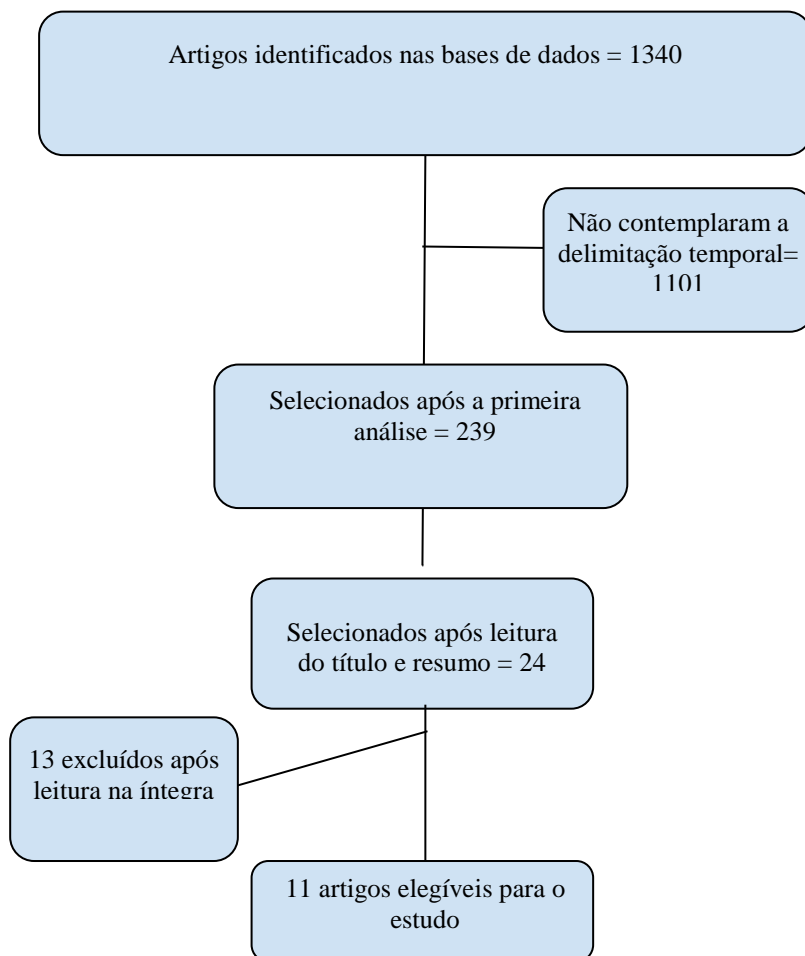 Artigos identificados nas bases de dados = 1340
Não contemplaram a
delimitação temporal=
1101
Selecionados após a primeira
análise = 239
Selecionados após leitura
do título e resumo = 24
13 excluídos após
leitura na íntegra
11 artigos elegíveis para o
estudo